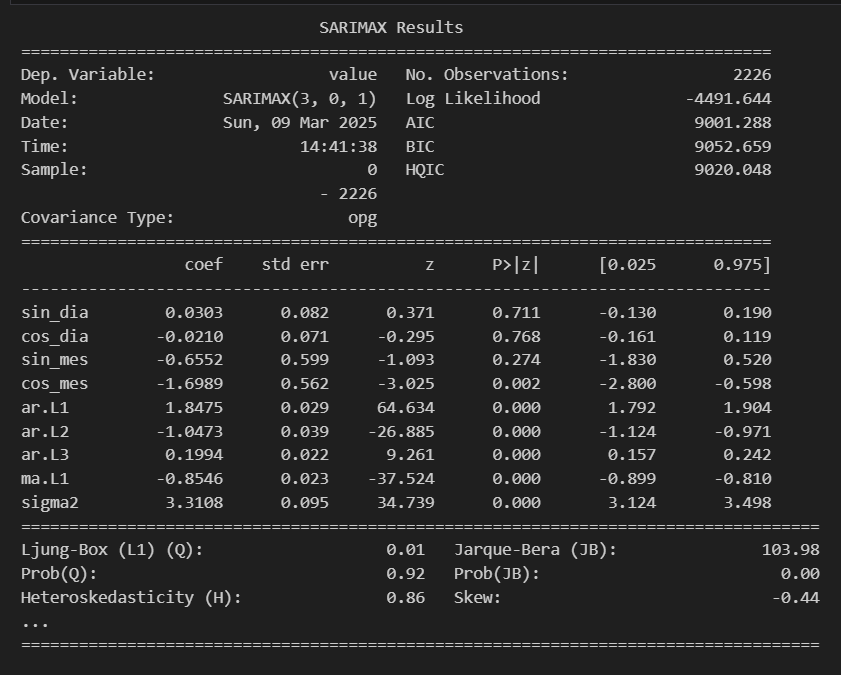 SARIMAX Results
==============================================================================
Dep. Variable: value No. Observations: 2226
Model: SARIMAX(3, 0, 1) Log Likelihood -4491.644
Date: Sun, 09 Mar 2025 AIC 9001.288
Time: 14:41:38 BIC 9052.659
Sample: 0 HQIC 9020.048
- 2226
Covariance Type: opg
==============================================================================
coef std err z P>|z| [0.025 0.975]
------------------------------------------------------------------------------
sin_dia 0.0303 0.082 0.371 0.711 -0.130 0.190
cos_dia -0.0210 0.071 -0.295 0.768 -0.161 0.119
sin_mes -0.6552 0.599 -1.093 0.274 -1.830 0.520
cos_mes -1.6989 0.562 -3.025 0.002 -2.800 -0.598
ar.L1 1.8475 0.029 64.634 0.000 1.792 1.904
ar.L2 -1.0473 0.039 -26.885 0.000 -1.124 -0.971
ar.L3 0.1994 0.022 9.261 0.000 0.157 0.242
ma.L1 -0.8546 0.023 -37.524 0.000 -0.899 -0.810
sigma2 3.3108 0.095 34.739 0.000 3.124 3.498
===================================================================================
Ljung-Box (L1) (Q): 0.01 Jarque-Bera (JB): 103.98
Prob(Q): 0.92 Prob(JB): 0.00
Heteroskedasticity (H): 0.86 Skew: -0.44
...
===================================================================================